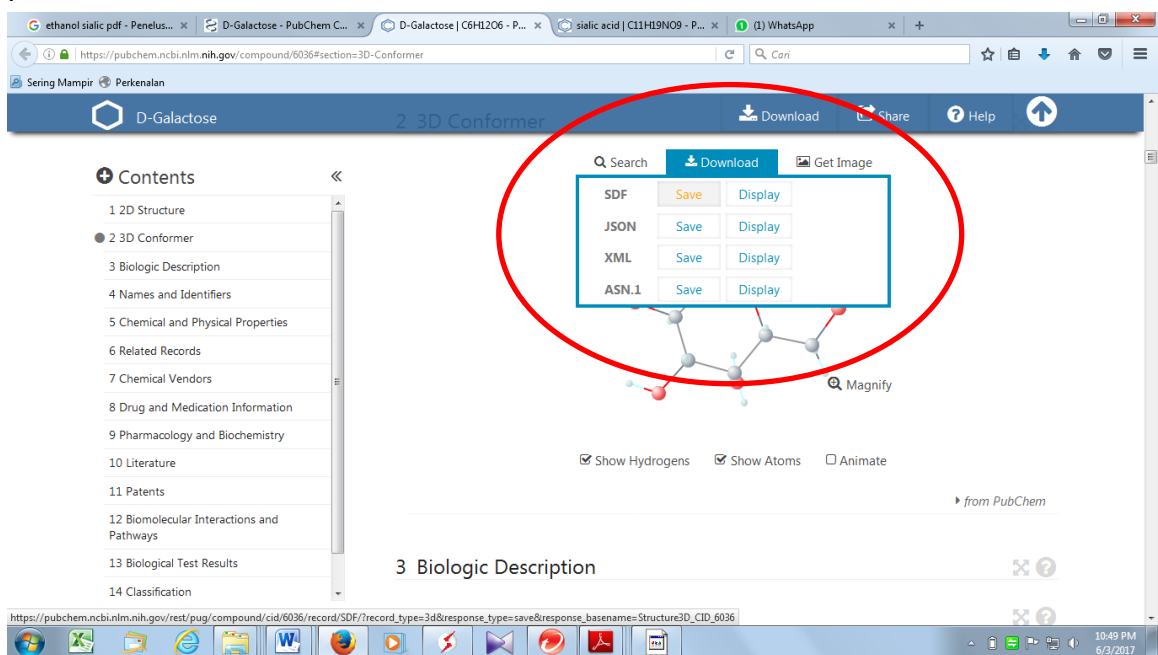 ethanol sialic pdf - Penelus... × D-Galactose - PubChem C... × D-Galactose | C6H12O6 - P... × sialic acid | C11H19NO9 - P... × (1) WhatsApp × +
https://pubchem.ncbi.nlm.nih.gov/compound/6036#section=3D-Conformer Cari
Sering Mampir Perkenalan
D-Galactose 2 3D Conformer Download Share Help
Search Download Get Image
Contents «
SDF Save Display
1 2D Structure
JSON Save Display
2 3D Conformer
XML Save Display
3 Biologic Description
ASN.1 Save Display
4 Names and Identifiers
5 Chemical and Physical Properties
6 Related Records
7 Chemical Vendors
Magnify
8 Drug and Medication Information
9 Pharmacology and Biochemistry
10 Literature
Show Hydrogens Show Atoms Animate
11 Patents
from PubChem
12 Biomolecular Interactions and
Pathways
13 Biological Test Results
3 Biologic Description
14 Classification
https://pubchem.ncbi.nlm.nih.gov/rest/pug/compound/cid/6036/record/SDF/?record_type=3d&response_type=save&response_basename=Structure3D_CID_6036
10:49 PM
6/3/2017